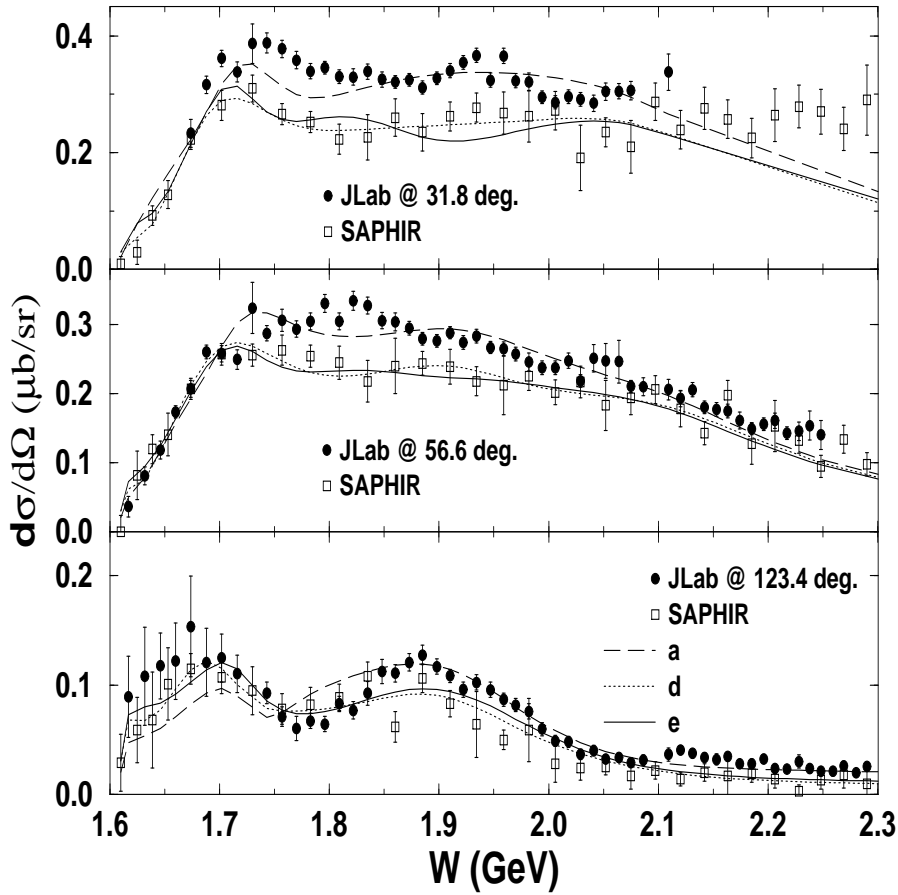 0.4
0.2
0.0
JLab @ 31.8 deg.
SAPHIR
0.3
0.2
0.1
0.0
JLab @ 56.6 deg.
SAPHIR
dσ/dΩ (μb/sr)
0.2
0.1
0.0
JLab @ 123.4 deg.
SAPHIR
a
d
e
1.6 1.7 1.8 1.9 2.0 2.1 2.2 2.3
W (GeV)